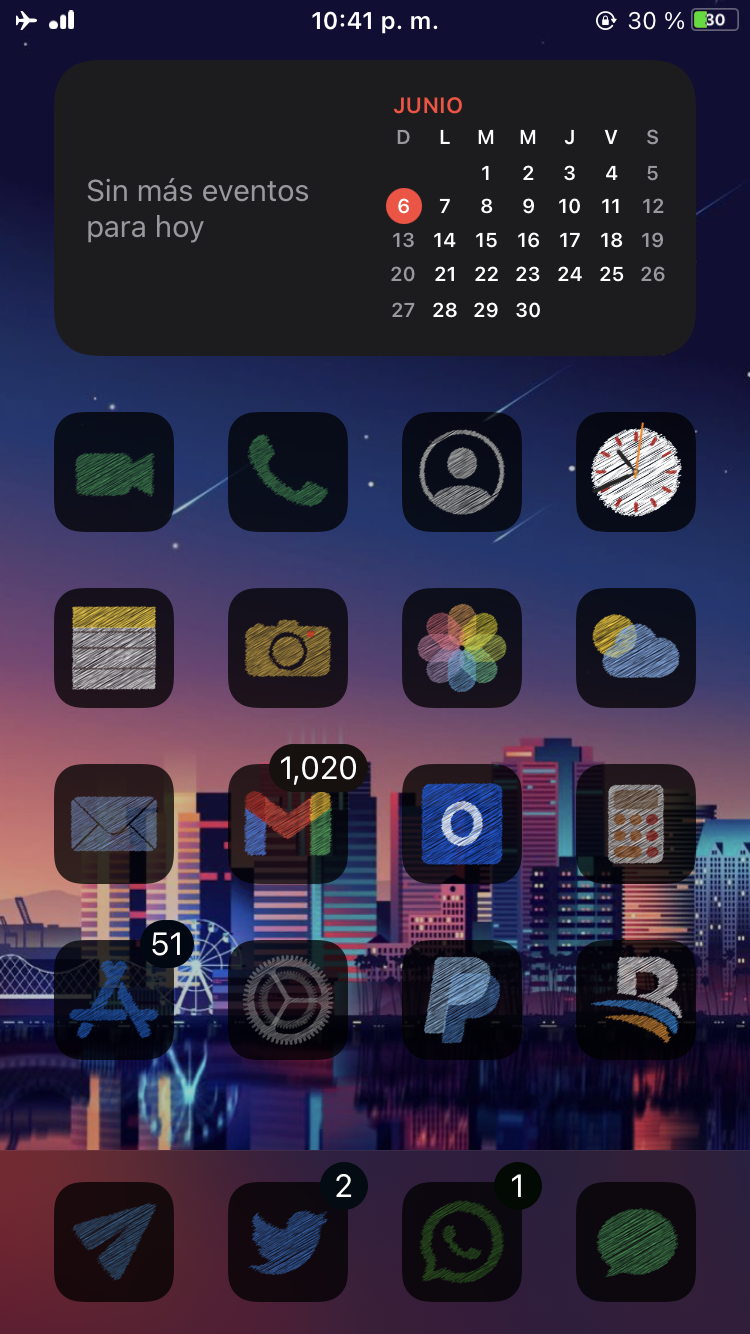 10:41 p. m.
30 %
30
JUNIO
D L M M J V S
1 2 3 4 5
Sin más eventos
para hoy
6 7 8 9 10 11 12
13 14 15 16 17 18 19
20 21 22 23 24 25 26
27 28 29 30
1,020
O
51
P
B
2
1